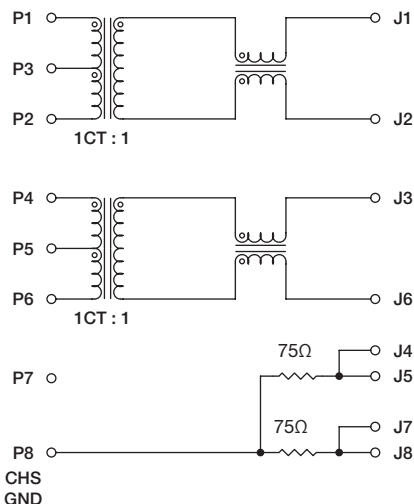 P1 J1
P3
P2 J2
1CT : 1
P4 J3
P5
P6 J6
1CT : 1
75Ω J4
P7 J5
75Ω J7
P8 J8
CHS
GND